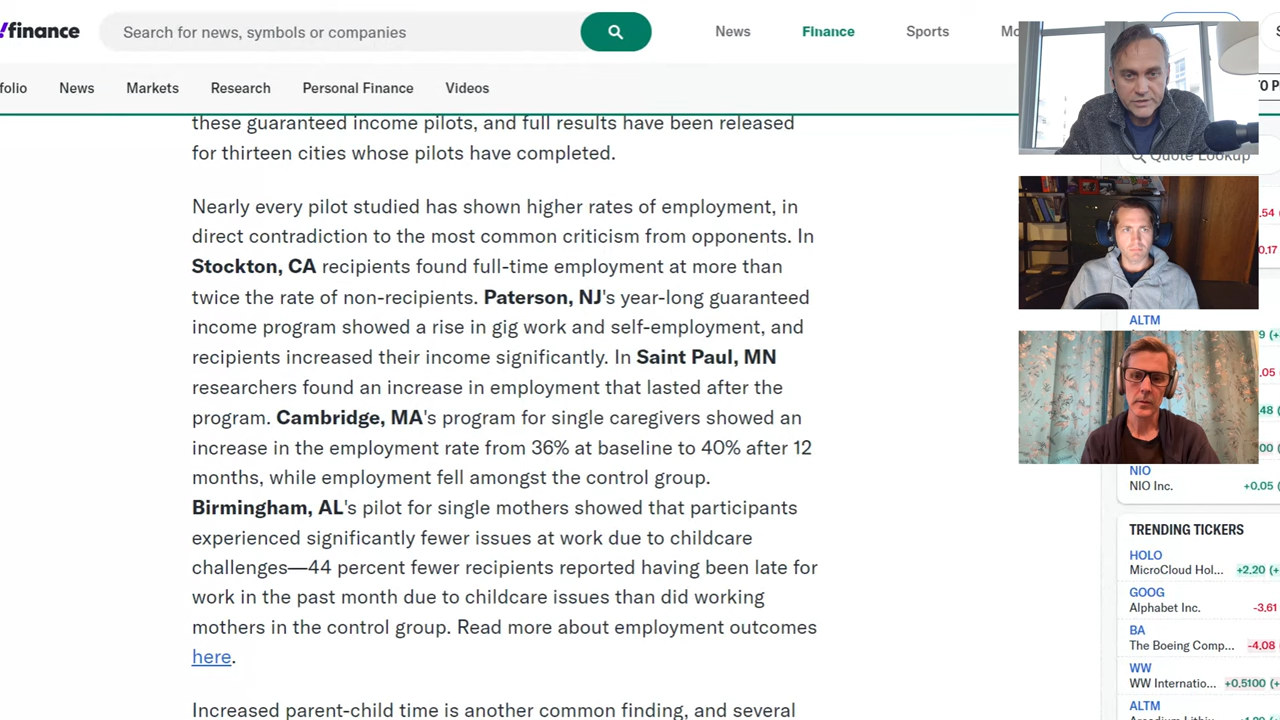 !finance
Search for news, symbols or companies
News
Finance
Sports
folio
News
Markets
Research
Personal Finance
Videos
these guaranteed income pilots, and full results have been released
for thirteen cities whose pilots have completed.
Nearly every pilot studied has shown higher rates of employment, in
direct contradiction to the most common criticism from opponents. In
Stockton, CA recipients found full-time employment at more than
twice the rate of non-recipients. Paterson, NJ's year-long guaranteed
income program showed a rise in gig work and self-employment, and
recipients increased their income significantly. In Saint Paul, MN
researchers found an increase in employment that lasted after the
program. Cambridge, MA's program for single caregivers showed an
increase in the employment rate from 36% at baseline to 40% after 12
months, while employment fell amongst the control group.
Birmingham, AL's pilot for single mothers showed that participants
experienced significantly fewer issues at work due to childcare
challenges—44 percent fewer recipients reported having been late for
work in the past month due to childcare issues than did working
mothers in the control group. Read more about employment outcomes
here.
Increased parent-child time is another common finding, and several
Quote Lookup
ALTM
NIO
NIO Inc.
+0.05
TRENDING TICKERS
HOLO
MicroCloud Hol...
+2.20
GOOG
Alphabet Inc.
-3.61
BA
The Boeing Comp...
-4.08
WW
WW Internatio...
+0.5100
ALTM